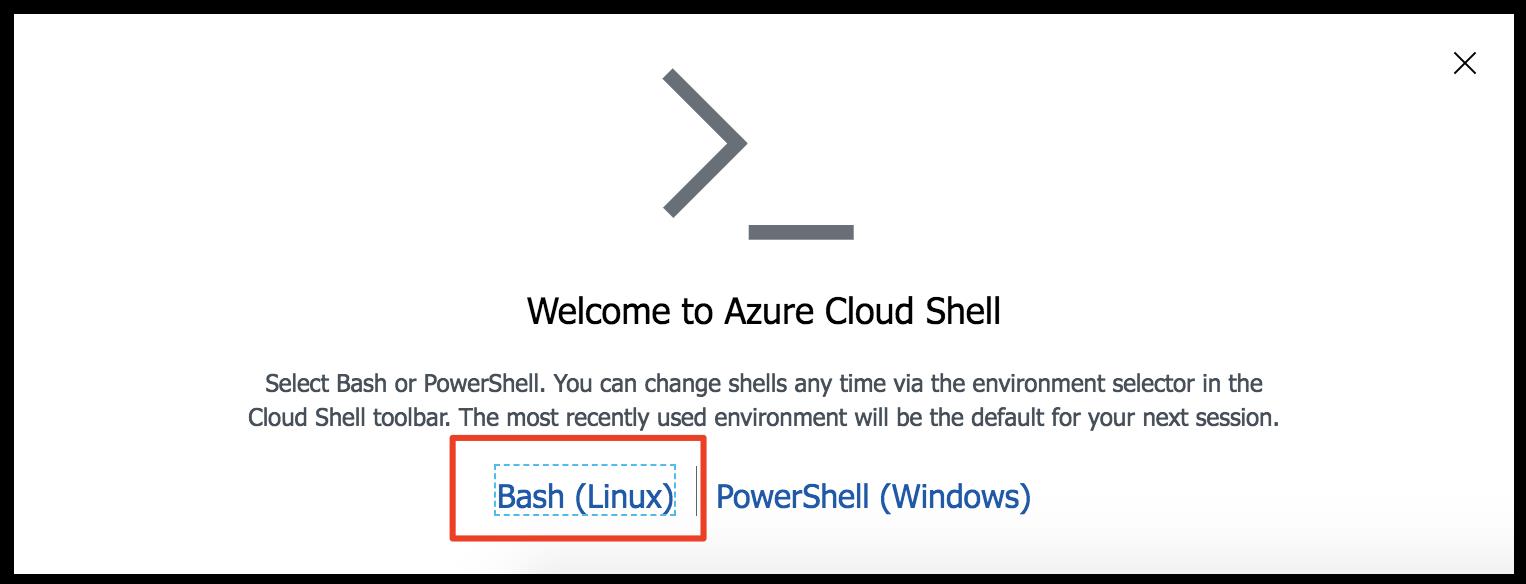 Welcome to Azure Cloud Shell
Select Bash or PowerShell. You can change shells any time via the environment selector in the
Cloud Shell toolbar. The most recently used environment will be the default for your next session.
Bash (Linux) | PowerShell (Windows)